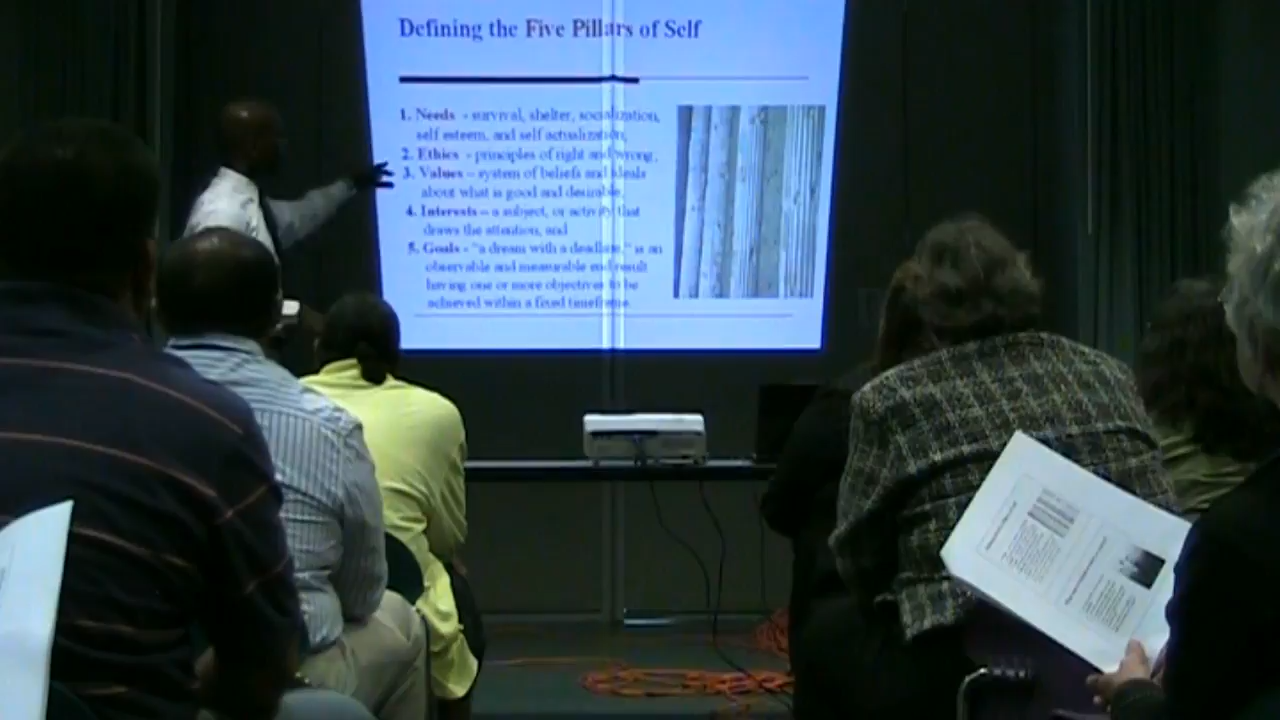 Defining the Five Pillars of Self
1. Needs - survival, shelter, socialization,
self esteem, and self actualization,
2. Ethics - principles of right and wrong,
3. Values – system of beliefs and ideals
about what is good and desirable,
4. Interests – a subject, or activity that
draws the attention, and
5. Goals - "a dream with a deadline," is an
observable and measurable end result
having one or more objectives to be
achieved within a fixed timeframe.